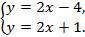 y = 2x − 4,
y = 2x + 1.